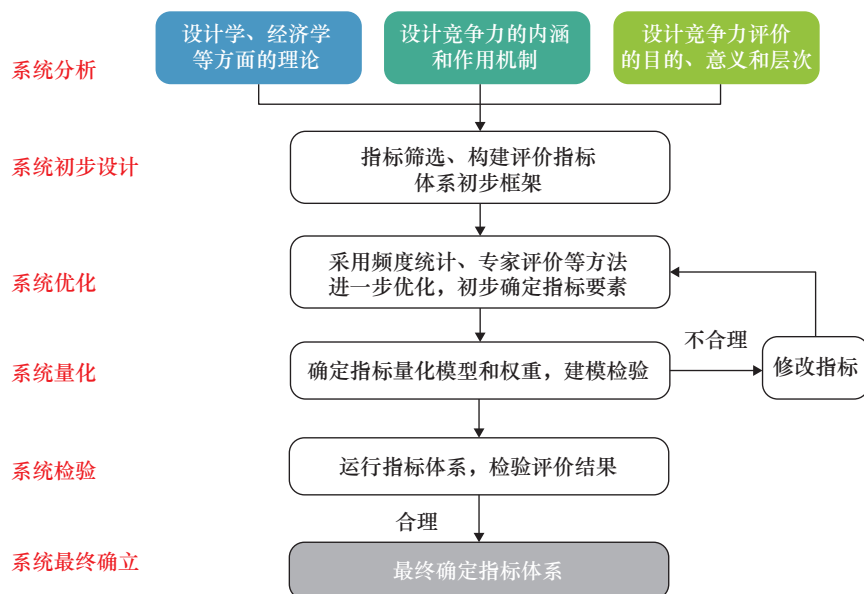 设计学、经济学
等方面的理论
设计竞争力的内涵
和作用机制
设计竞争力评价
的目的、意义和层次
系统分析
系统初步设计
指标筛选、构建评价指标
体系初步框架
系统优化
采用频度统计、专家评价等方法
进一步优化，初步确定指标要素
不合理
系统量化
确定指标量化模型和权重，建模检验
修改指标
系统检验
运行指标体系，检验评价结果
合理
系统最终确立
最终确定指标体系